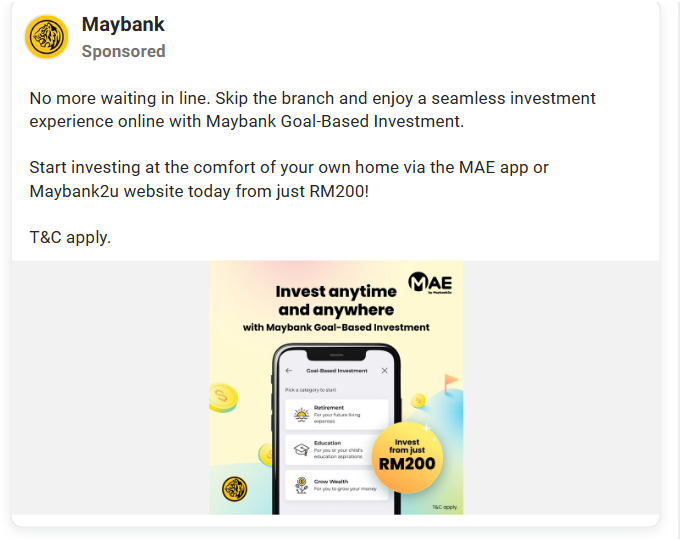 Maybank
Sponsored
No more waiting in line. Skip the branch and enjoy a seamless investment
experience online with Maybank Goal-Based Investment.
Start investing at the comfort of your own home via the MAE app or
Maybank2u website today from just RM200!
T&C apply.
MAE
by Maybank2u
Invest anytime
and anywhere
with Maybank Goal-Based Investment
Goal-Based Investment
Pick a category to start
Retirement
For your future living
expenses
Education
For you or your child's
education aspirations
Grow Wealth
For you to grow your money
Invest
from just
RM200
T&C apply.